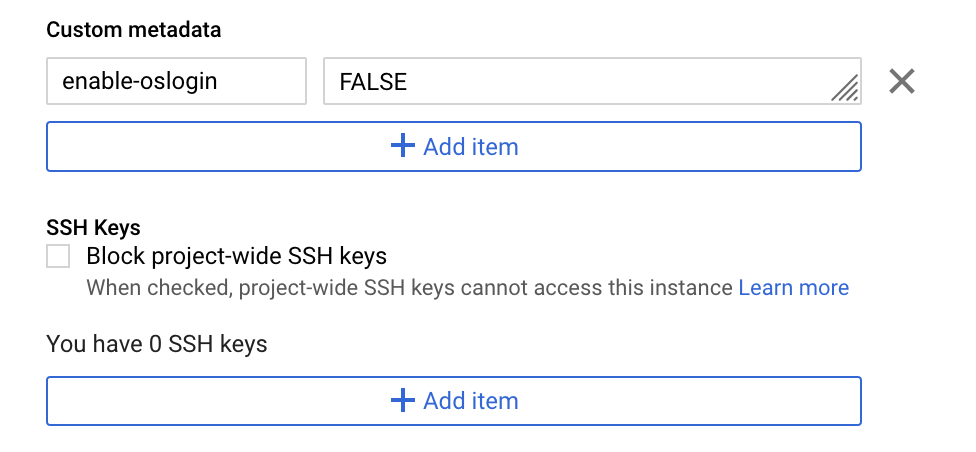 Custom metadata
enable-oslogin FALSE
Add item
SSH Keys
Block project-wide SSH keys
When checked, project-wide SSH keys cannot access this instance Learn more
You have 0 SSH keys
Add item